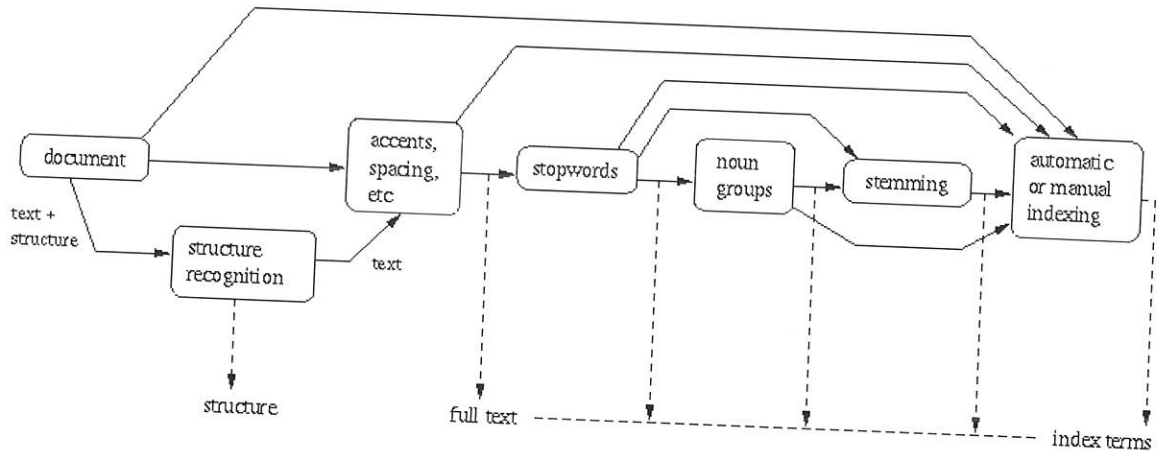 document
text +
structure
structure
recognition
text
accents,
spacing,
etc
stopwords
noun
groups
stemming
automatic
or manual
indexing
structure
full text
index terms